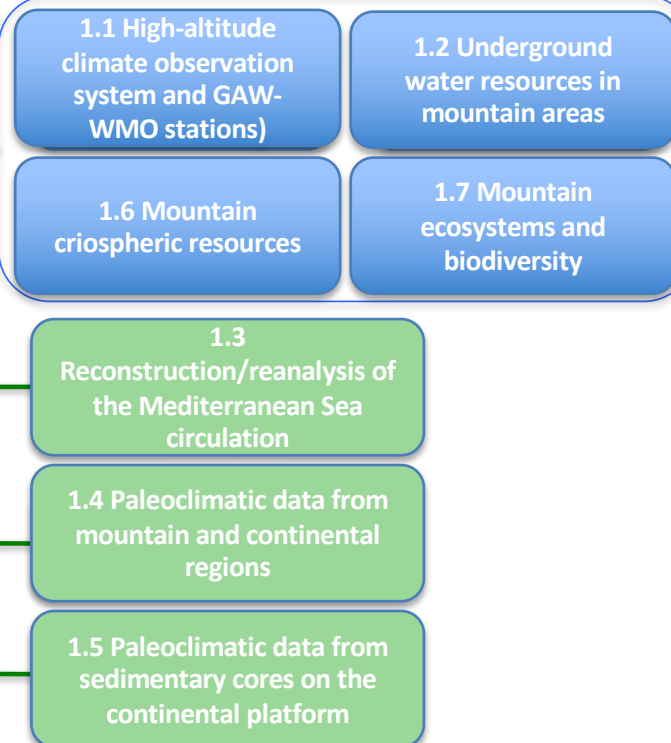 1.1 High-altitude
climate observation
system and GAW-
WMO stations)
1.2 Underground
water resources in
mountain areas
1.6 Mountain
criospheric resources
1.7 Mountain
ecosystems and
biodiversity
1.3
Reconstruction/reanalysis of
the Mediterranean Sea
circulation
1.4 Paleoclimatic data from
mountain and continental
regions
1.5 Paleoclimatic data from
sedimentary cores on the
continental platform